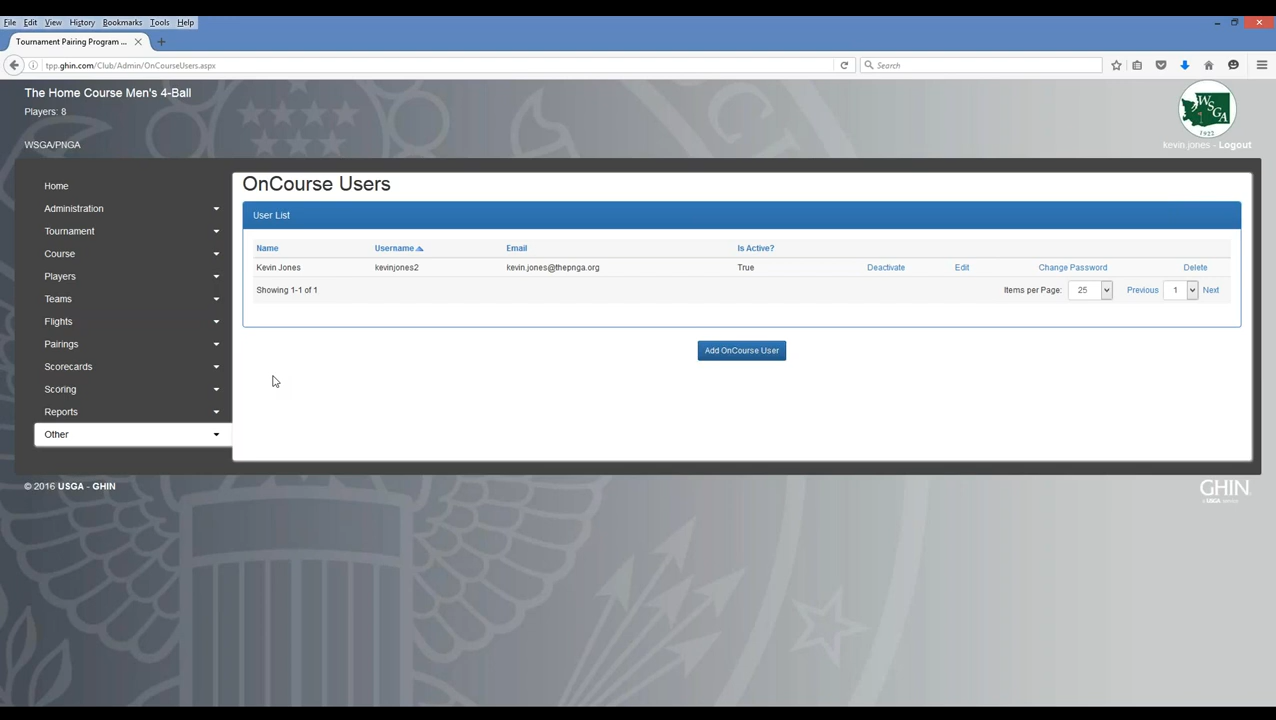 File Edit View History Bookmarks Tools Help
Tournament Pairing Program ...
tpp.ghin.com/Club/Admin/OnCourseUsers.aspx
Search
The Home Course Men's 4-Ball
Players: 8
WSGA
1922
WSGA/PNGA
kevin.jones - Logout
Home
Administration
Tournament
Course
Players
Teams
Flights
Pairings
Scorecards
Scoring
Reports
Other
OnCourse Users
User List
Name Username Email Is Active?
Kevin Jones kevinjones2 kevin.jones@thepnga.org True Deactivate Edit Change Password Delete
Showing 1-1 of 1 Items per Page: 25 Previous 1 Next
Add OnCourse User
© 2016 USGA - GHIN
GHIN